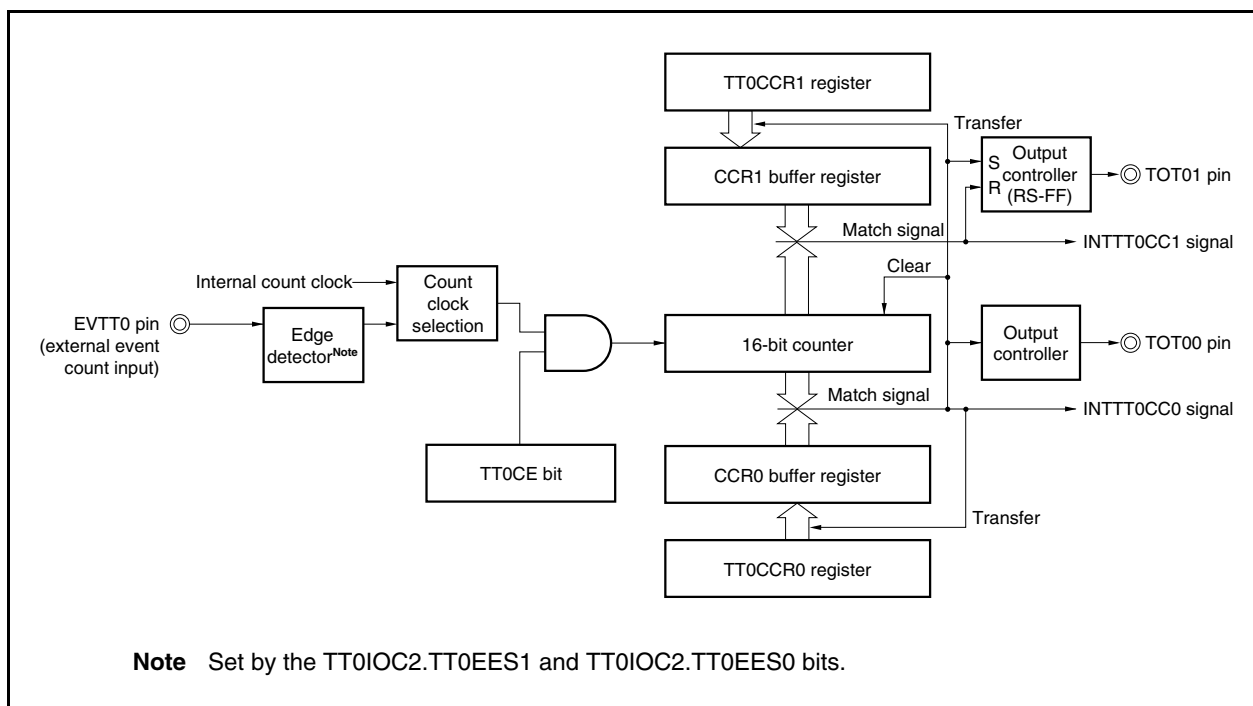 TT0CCR1 register
Transfer
CCR1 buffer register
S
R
Output
controller
(RS-FF)
TOT01 pin
Match signal
INTTT0CC1 signal
Clear
Internal count clock
Count
clock
selection
EVTT0 pin
(external event
count input)
Edge
detectorNote
16-bit counter
Output
controller
TOT00 pin
Match signal
INTTT0CC0 signal
TT0CE bit
CCR0 buffer register
Transfer
TT0CCR0 register
Note Set by the TT0IOC2.TT0EES1 and TT0IOC2.TT0EES0 bits.